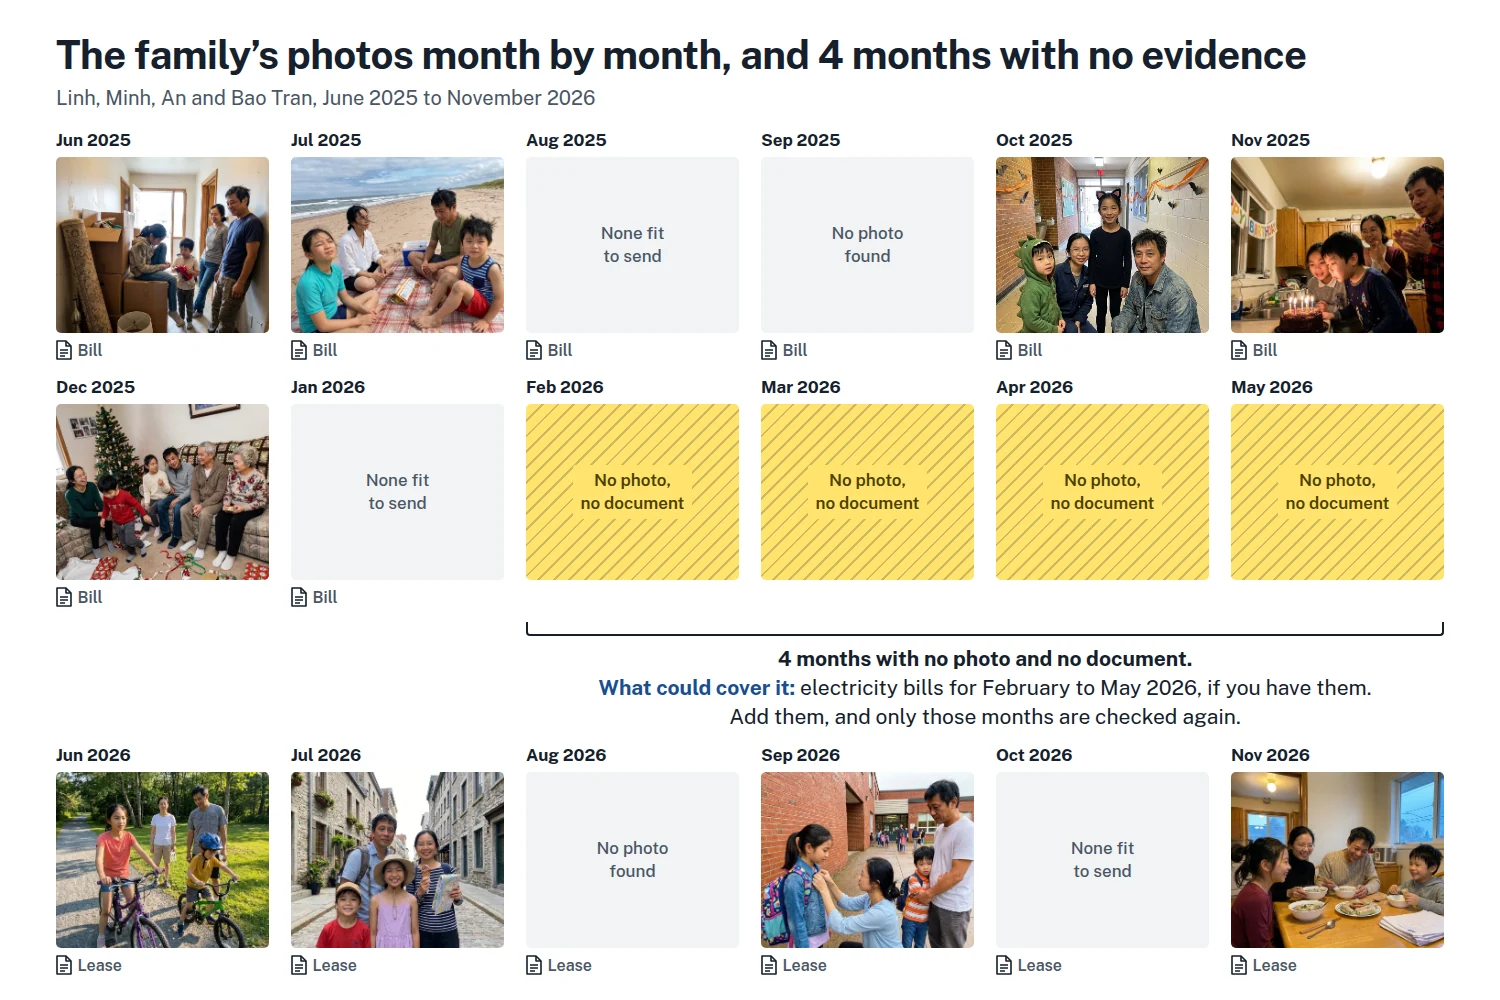 The family’s photos month by month, and 4 months with no evidence
Linh, Minh, An and Bao Tran, June 2025 to November 2026
Jun 2025
Jul 2025
Aug 2025
Sep 2025
Oct 2025
Nov 2025
None fit
to send
No photo
found
Bill
Bill
Bill
Bill
Bill
Bill
Dec 2025
Jan 2026
Feb 2026
Mar 2026
Apr 2026
May 2026
None fit
to send
No photo,
no document
No photo,
no document
No photo,
no document
No photo,
no document
Bill
Bill
4 months with no photo and no document.
What could cover it: electricity bills for February to May 2026, if you have them.
Add them, and only those months are checked again.
Jun 2026
Jul 2026
Aug 2026
Sep 2026
Oct 2026
Nov 2026
No photo
found
None fit
to send
Lease
Lease
Lease
Lease
Lease
Lease